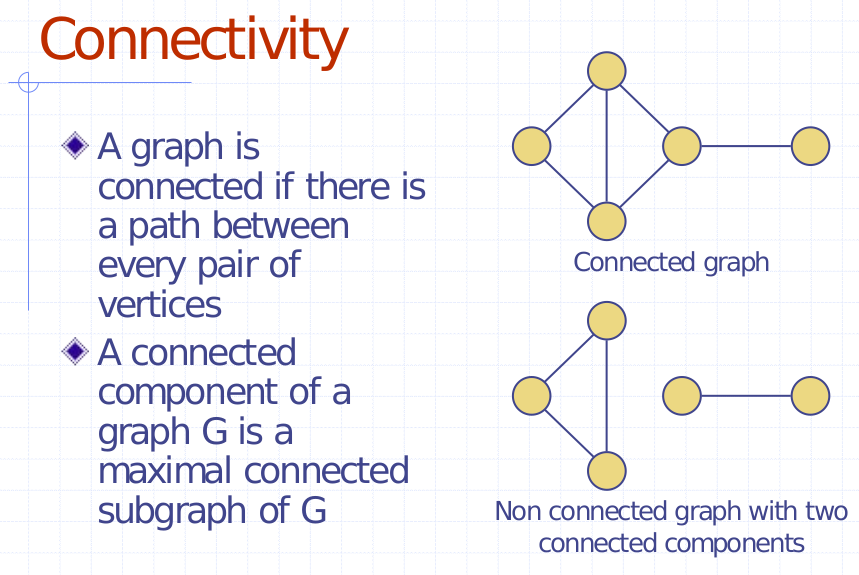 Connectivity
A graph is
connected if there is
a path between
every pair of
vertices
A connected
component of a
graph G is a
maximal connected
subgraph of G
Connected graph
Non connected graph with two
connected components